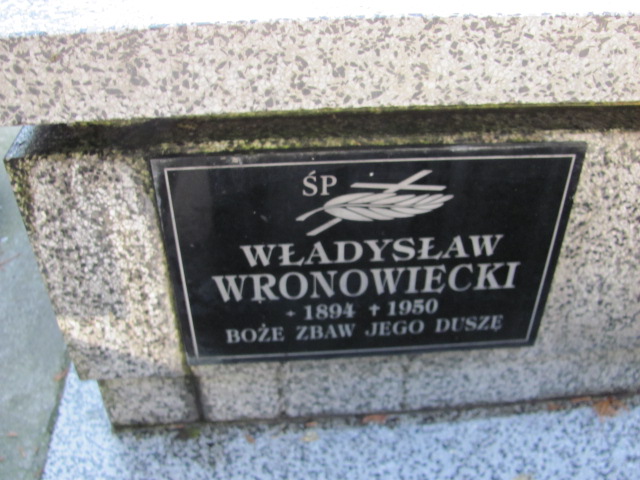 ŚP
WŁADYSŁAW
WRONOWIECKI
* 1894 † 1950
BOŻE ZBAW JEGO DUSZĘ